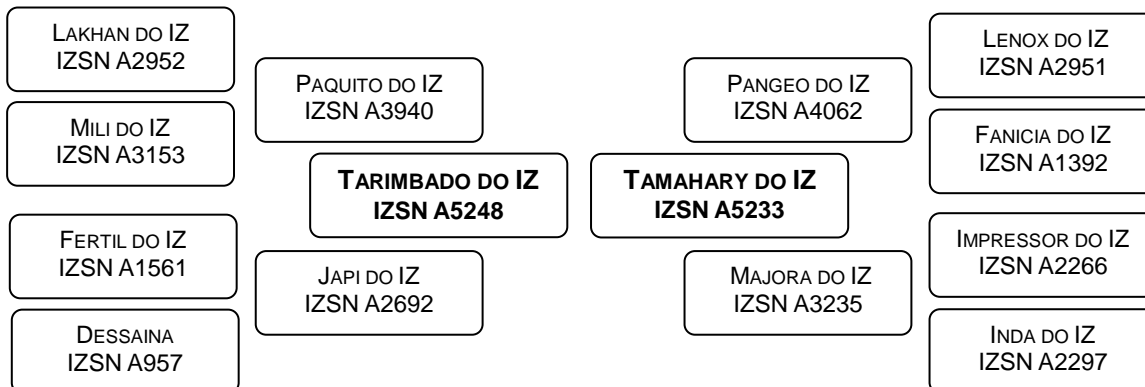 LAKHAN DO IZ
IZSN A2952
MILI DO IZ
IZSN A3153
FERTIL DO IZ
IZSN A1561
DESSAINA
IZSN A957
PAQUITO DO IZ
IZSN A3940
JAPI DO IZ
IZSN A2692
TARIMBADO DO IZ
IZSN A5248
TAMAHARY DO IZ
IZSN A5233
PANGEO DO IZ
IZSN A4062
MAJORA DO IZ
IZSN A3235
LENOX DO IZ
IZSN A2951
FANICIA DO IZ
IZSN A1392
IMPRESSOR DO IZ
IZSN A2266
INDA DO IZ
IZSN A2297